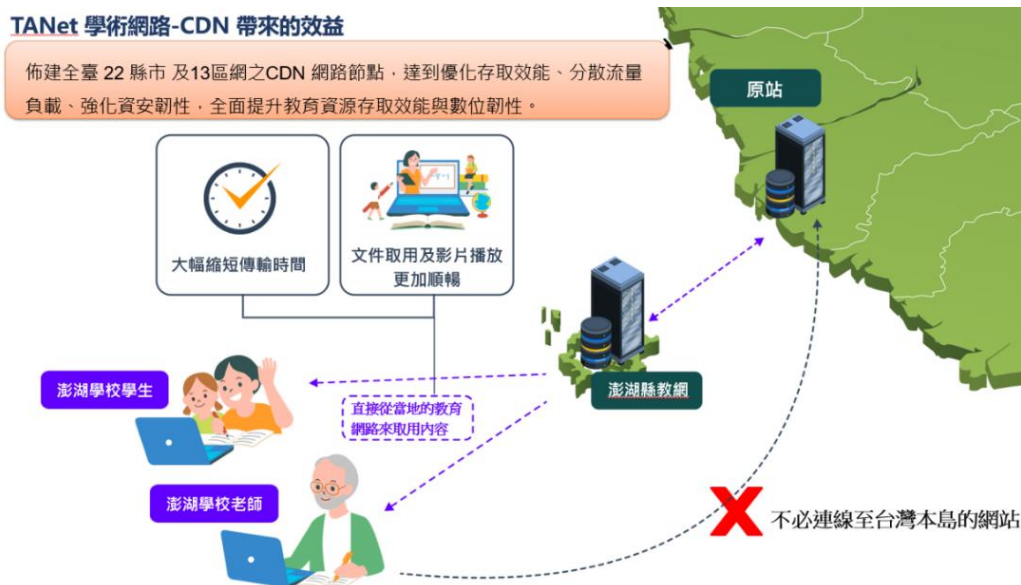 TANet 學術網路-CDN 帶來的效益
佈建全臺 22 縣市 及13區網之CDN 網路節點，達到優化存取效能、分散流量
負載、強化資安韌性，全面提升教育資源存取效能與數位韌性。
原站
大幅縮短傳輸時間
文件取用及影片播放
更加順暢
澎湖縣教網
澎湖學校學生
直接從當地的教育
網路來取用內容
澎湖學校老師
不必連線至台灣本島的網站